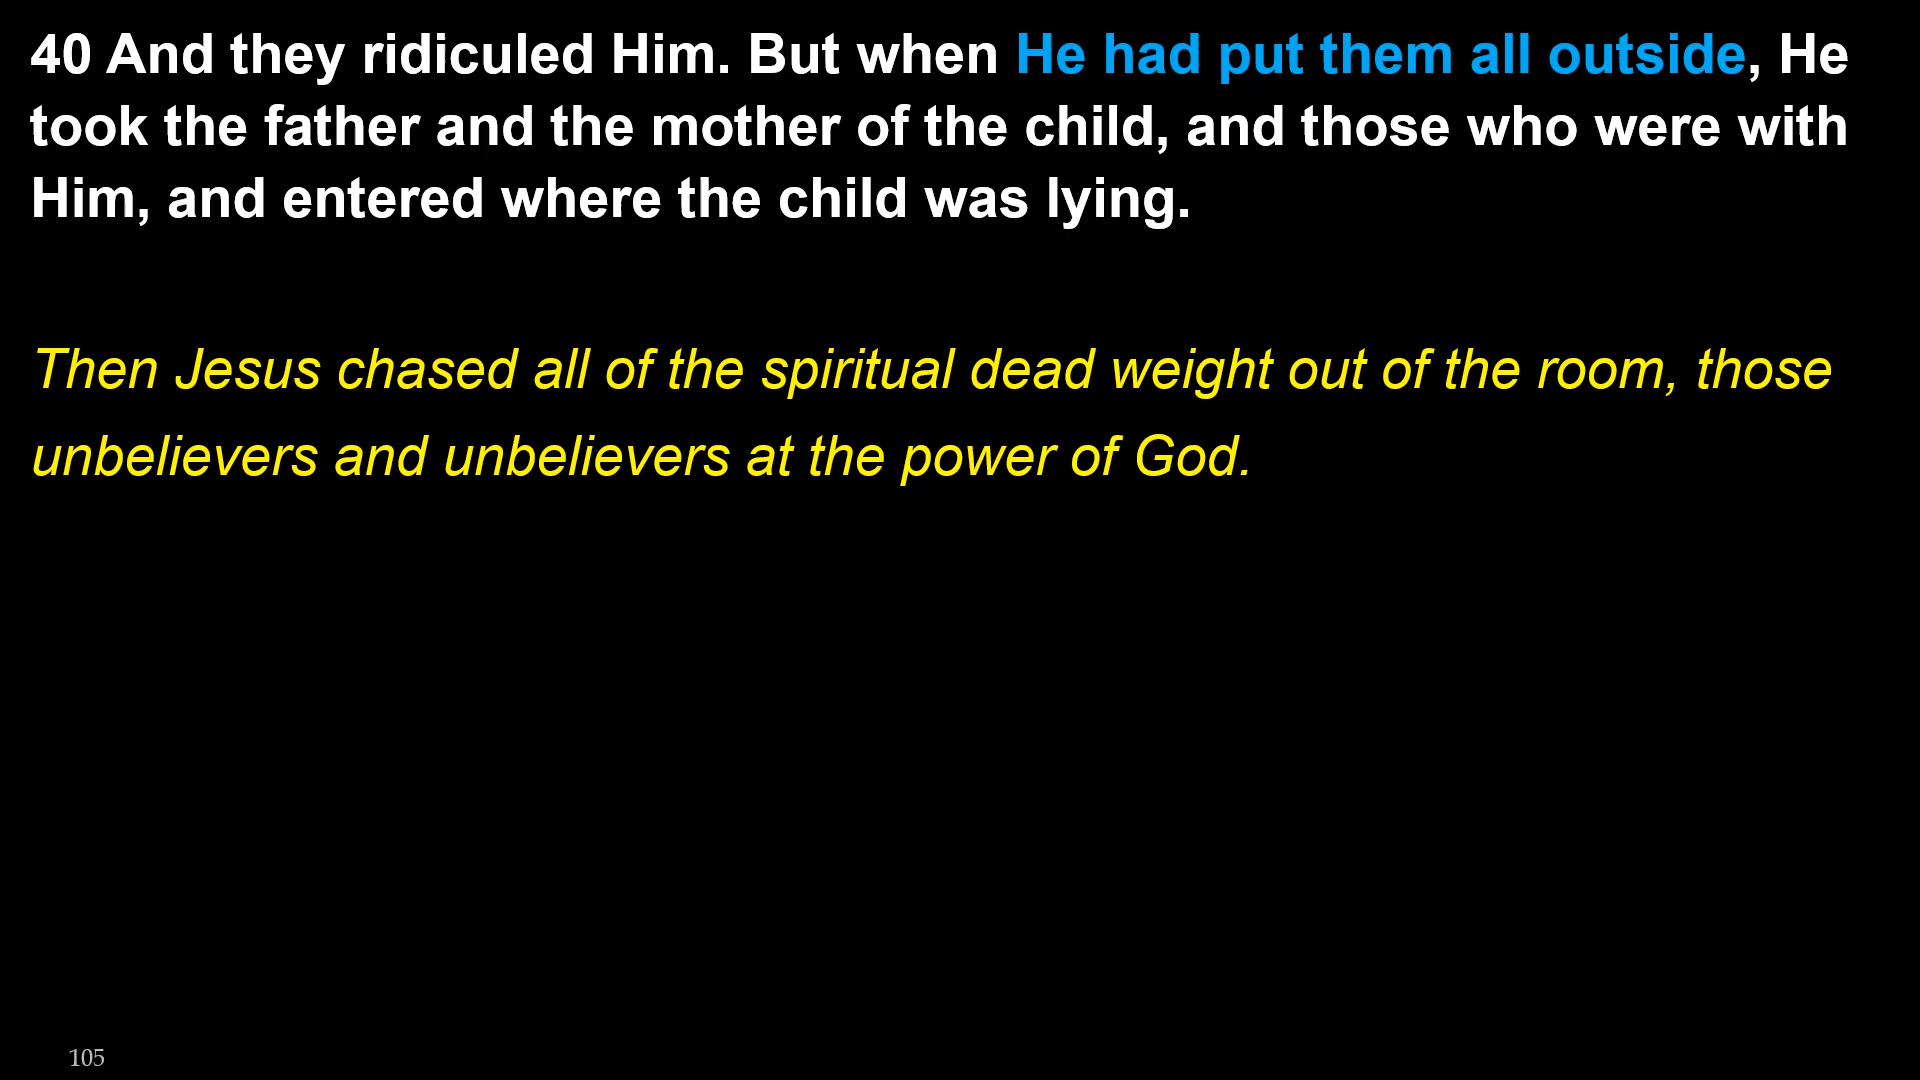 40 And they ridiculed Him. But when He had put them all outside, He
took the father and the mother of the child, and those who were with
Him, and entered where the child was lying.
Then Jesus chased all of the spiritual dead weight out of the room, those
unbelievers and unbelievers at the power of God.
105